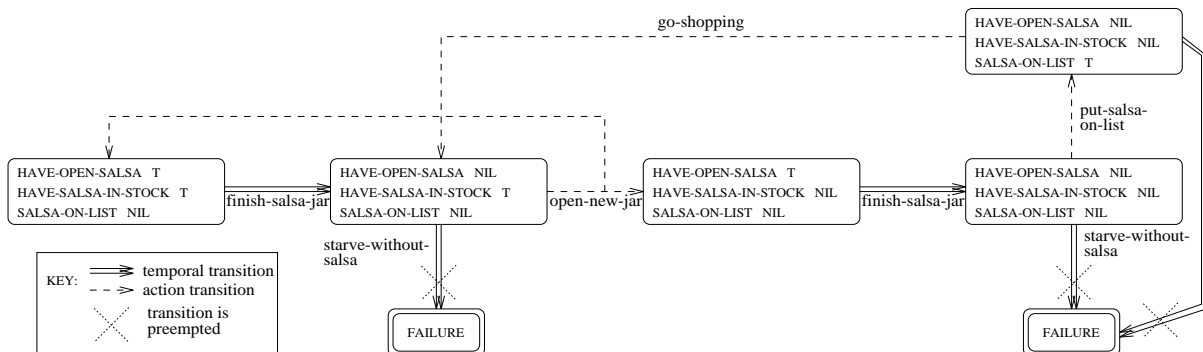 go-shopping
HAVE-OPEN-SALSA NIL
HAVE-SALSA-IN-STOCK NIL
SALSA-ON-LIST T
put-salsa-
on-list
HAVE-OPEN-SALSA T
HAVE-SALSA-IN-STOCK T
SALSA-ON-LIST NIL
finish-salsa-jar
HAVE-OPEN-SALSA NIL
HAVE-SALSA-IN-STOCK T
SALSA-ON-LIST NIL
open-new-jar
HAVE-OPEN-SALSA T
HAVE-SALSA-IN-STOCK NIL
SALSA-ON-LIST NIL
finish-salsa-jar
HAVE-OPEN-SALSA NIL
HAVE-SALSA-IN-STOCK NIL
SALSA-ON-LIST NIL
starve-without-
salsa
starve-without-
salsa
KEY:
temporal transition
action transition
transition is
preempted
FAILURE
FAILURE